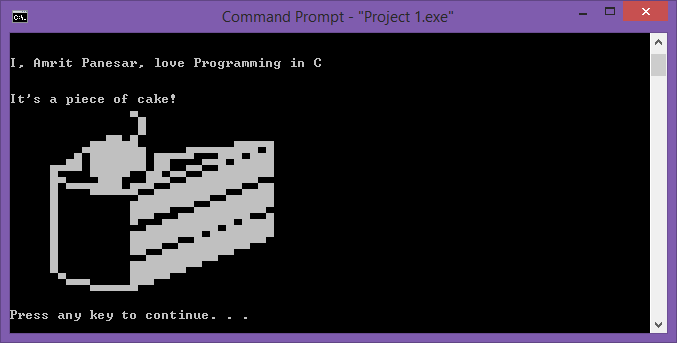 Command Prompt - "Project 1.exe"
I, Amrit Panesar, love Programming in C
It's a piece of cake!
Press any key to continue. . .